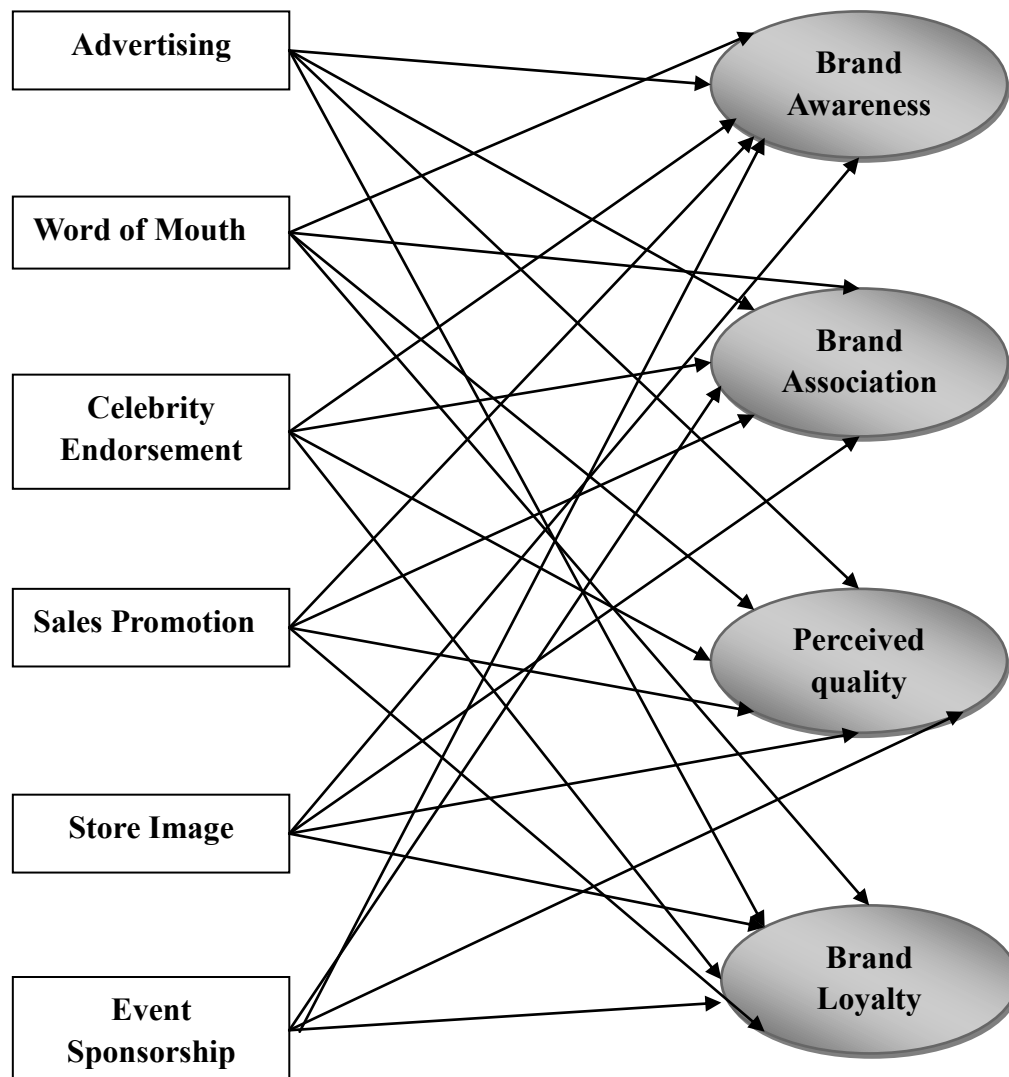 Advertising
Word of Mouth
Celebrity
Endorsement
Sales Promotion
Store Image
Event
Sponsorship
Brand
Awareness
Brand
Association
Perceived
quality
Brand
Loyalty